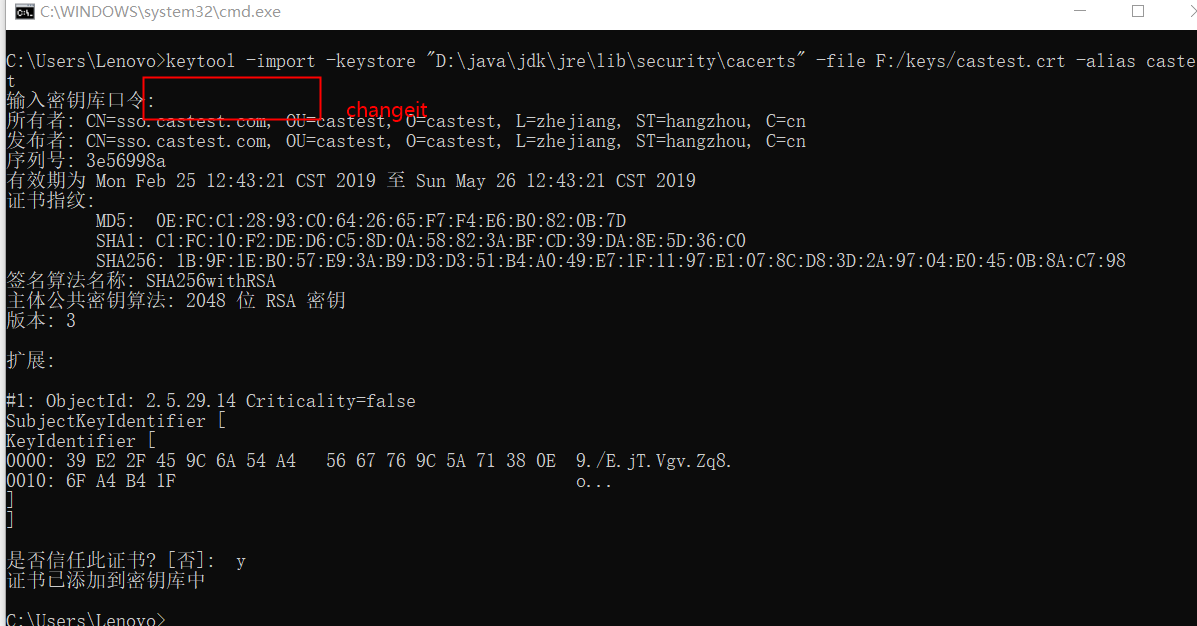 C:\WINDOWS\system32\cmd.exe
C:\Users\Lenovo>keytool -import -keystore "D:\java\jdk\jre\lib\security\cacerts" -file F:/keys/castest.crt -alias caste
t
输入密钥库口令:
changeit
所有者: CN=sso.castest.com, OU=castest, O=castest, L=zhejiang, ST=hangzhou, C=cn
发布者: CN=sso.castest.com, OU=castest, O=castest, L=zhejiang, ST=hangzhou, C=cn
序列号: 3e56998a
有效期为 Mon Feb 25 12:43:21 CST 2019 至 Sun May 26 12:43:21 CST 2019
证书指纹:
MD5: 0E:FC:C1:28:93:C0:64:26:65:F7:F4:E6:B0:82:0B:7D
SHA1: C1:FC:10:F2:DE:D6:C5:8D:0A:58:82:3A:BF:CD:39:DA:8E:5D:36:C0
SHA256: 1B:9F:1E:B0:57:E9:3A:B9:D3:D3:51:B4:A0:49:E7:1F:11:97:E1:07:8C:D8:3D:2A:97:04:E0:45:0B:8A:C7:98
签名算法名称: SHA256withRSA
主体公共密钥算法: 2048 位 RSA 密钥
版本: 3
扩展:
#1: ObjectId: 2.5.29.14 Criticality=false
SubjectKeyIdentifier [
KeyIdentifier [
0000: 39 E2 2F 45 9C 6A 54 A4 56 67 76 9C 5A 71 38 0E 9./E.jT.Vgv.Zq8.
0010: 6F A4 B4 1F o...
]
]
是否信任此证书? [否]: y
证书已添加到密钥库中
C:\Users\Lenovo>